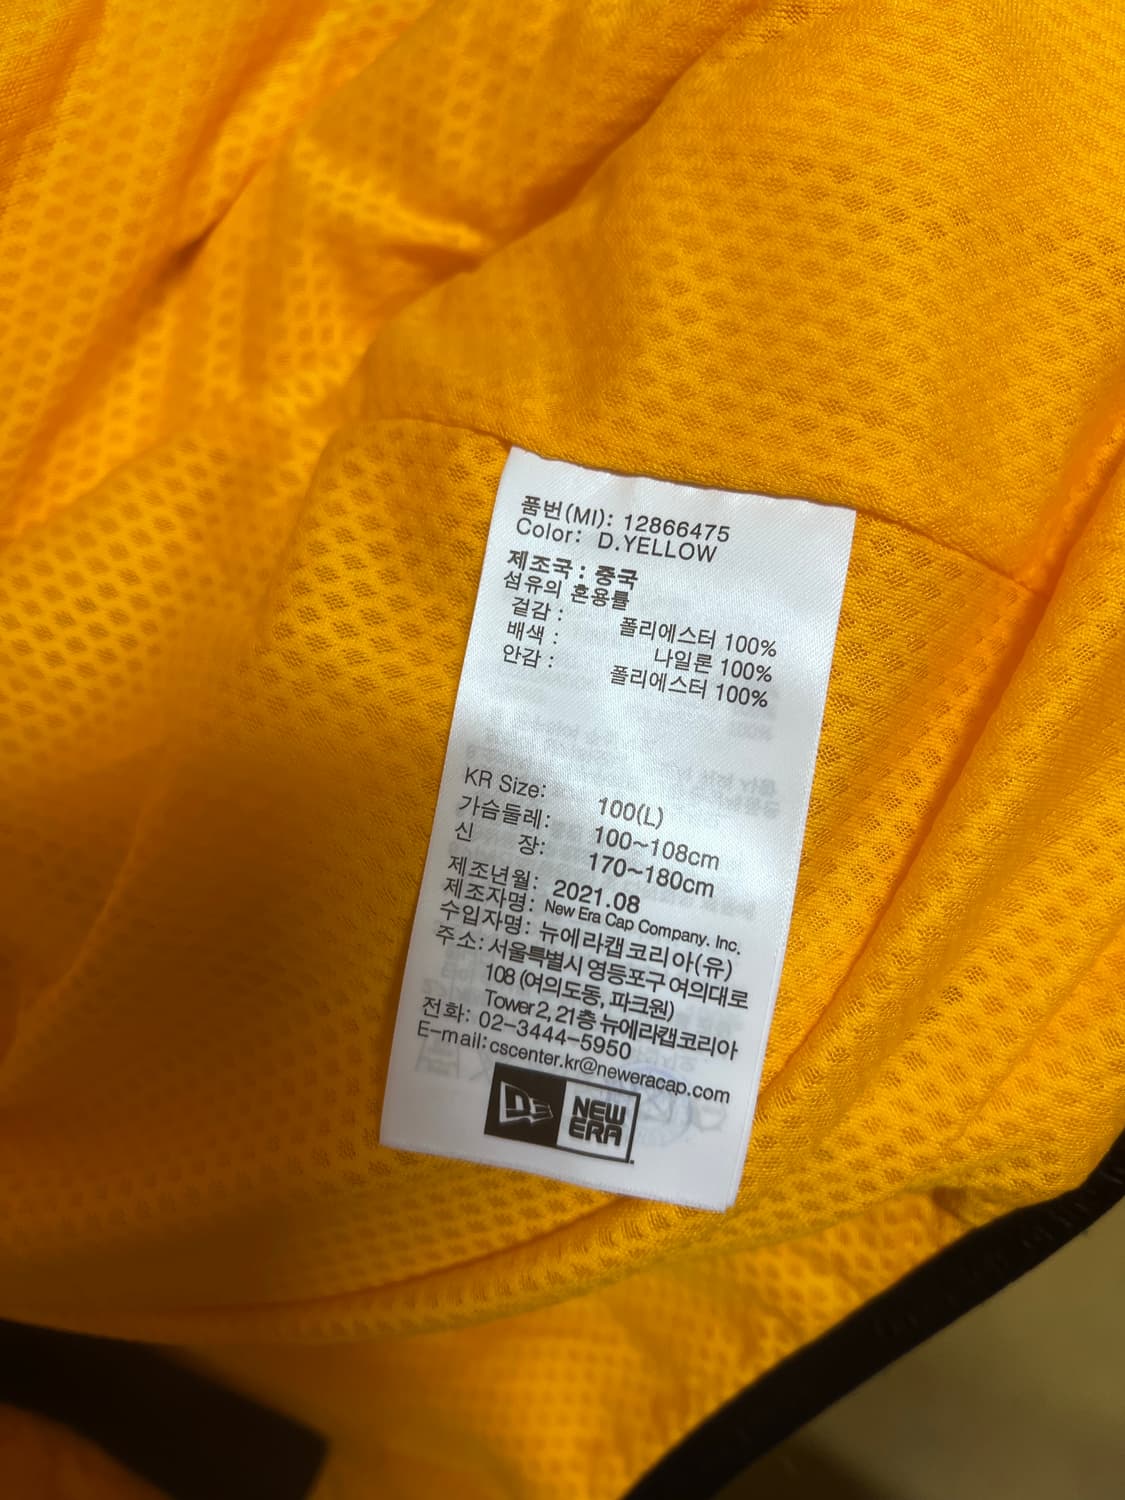 품번(MI): 12866475
Color: D.YELLOW
제조국 : 중국
섬유의 혼용률
겉감 : 폴리에스터 100%
배색 : 나일론 100%
안감 : 폴리에스터 100%
KR Size: 100(L)
가슴둘레: 100~108cm
신 장: 170~180cm
제조년월: 2021.08
제조자명: New Era Cap Company. Inc.
수입자명: 뉴에라캡코리아(유)
주소: 서울특별시 영등포구 여의대로
108 (여의도동, 파크원)
Tower 2, 21층 뉴에라캡코리아
전화: 02-3444-5950
E-mail:cscenter.kr@neweracap.com
NEW
ERA